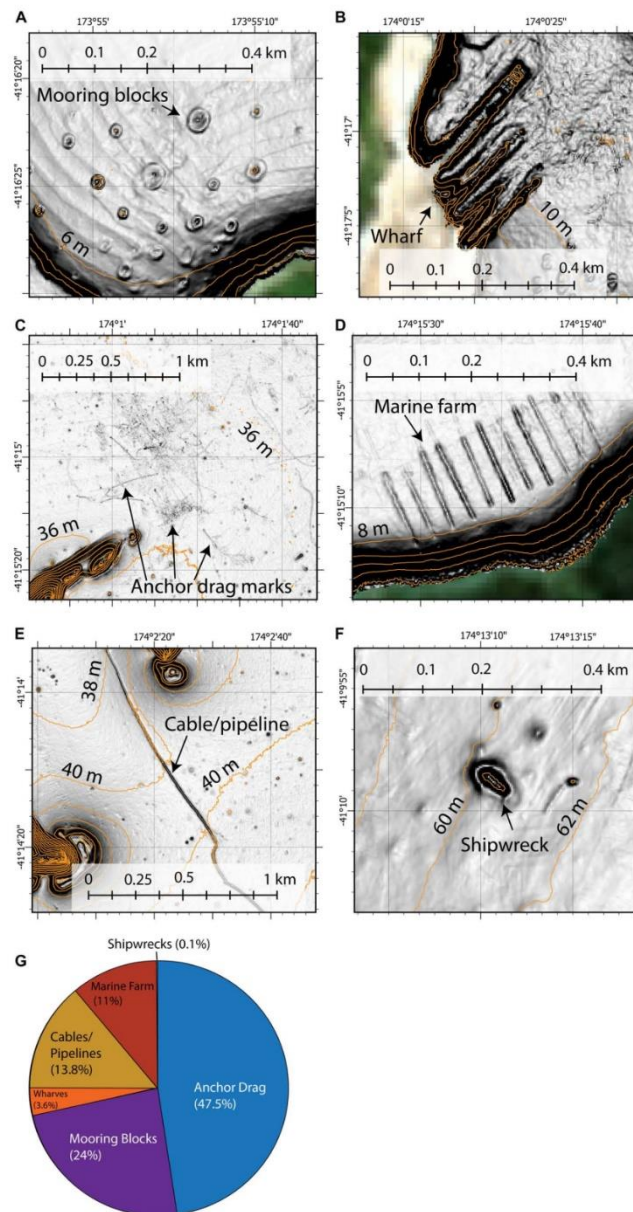 A
173°55' 173°55'10"
0 0.1 0.2 0.4 km
-41°16'20"
-41°16'25"
Mooring blocks
6 m
B
174°0'15" 174°0'25"
-41°17'
-41°17'5"
10 m
Wharf
0 0.1 0.2 0.4 km
C
174°1' 174°1'40"
0 0.25 0.5 1 km
-41°15'
-41°15'20"
36 m
36 m
Anchor drag marks
D
174°15'30" 174°15'40"
0 0.1 0.2 0.4 km
-41°15'5"
-41°15'10"
Marine farm
8 m
E
174°2'20" 174°2'40"
-41°14'
-41°14'20"
38 m
Cable/pipeline
40 m
40 m
0 0.25 0.5 1 km
F
174°13'10" 174°13'15"
-41°9'55"
-41°10'
0 0.1 0.2 0.4 km
60 m
62 m
Shipwreck
G
Shipwrecks (0.1%)
Marine Farm
(11%)
Cables/
Pipelines
(13.8%)
Wharves
(3.6%)
Anchor Drag
(47.5%)
Mooring Blocks
(24%)